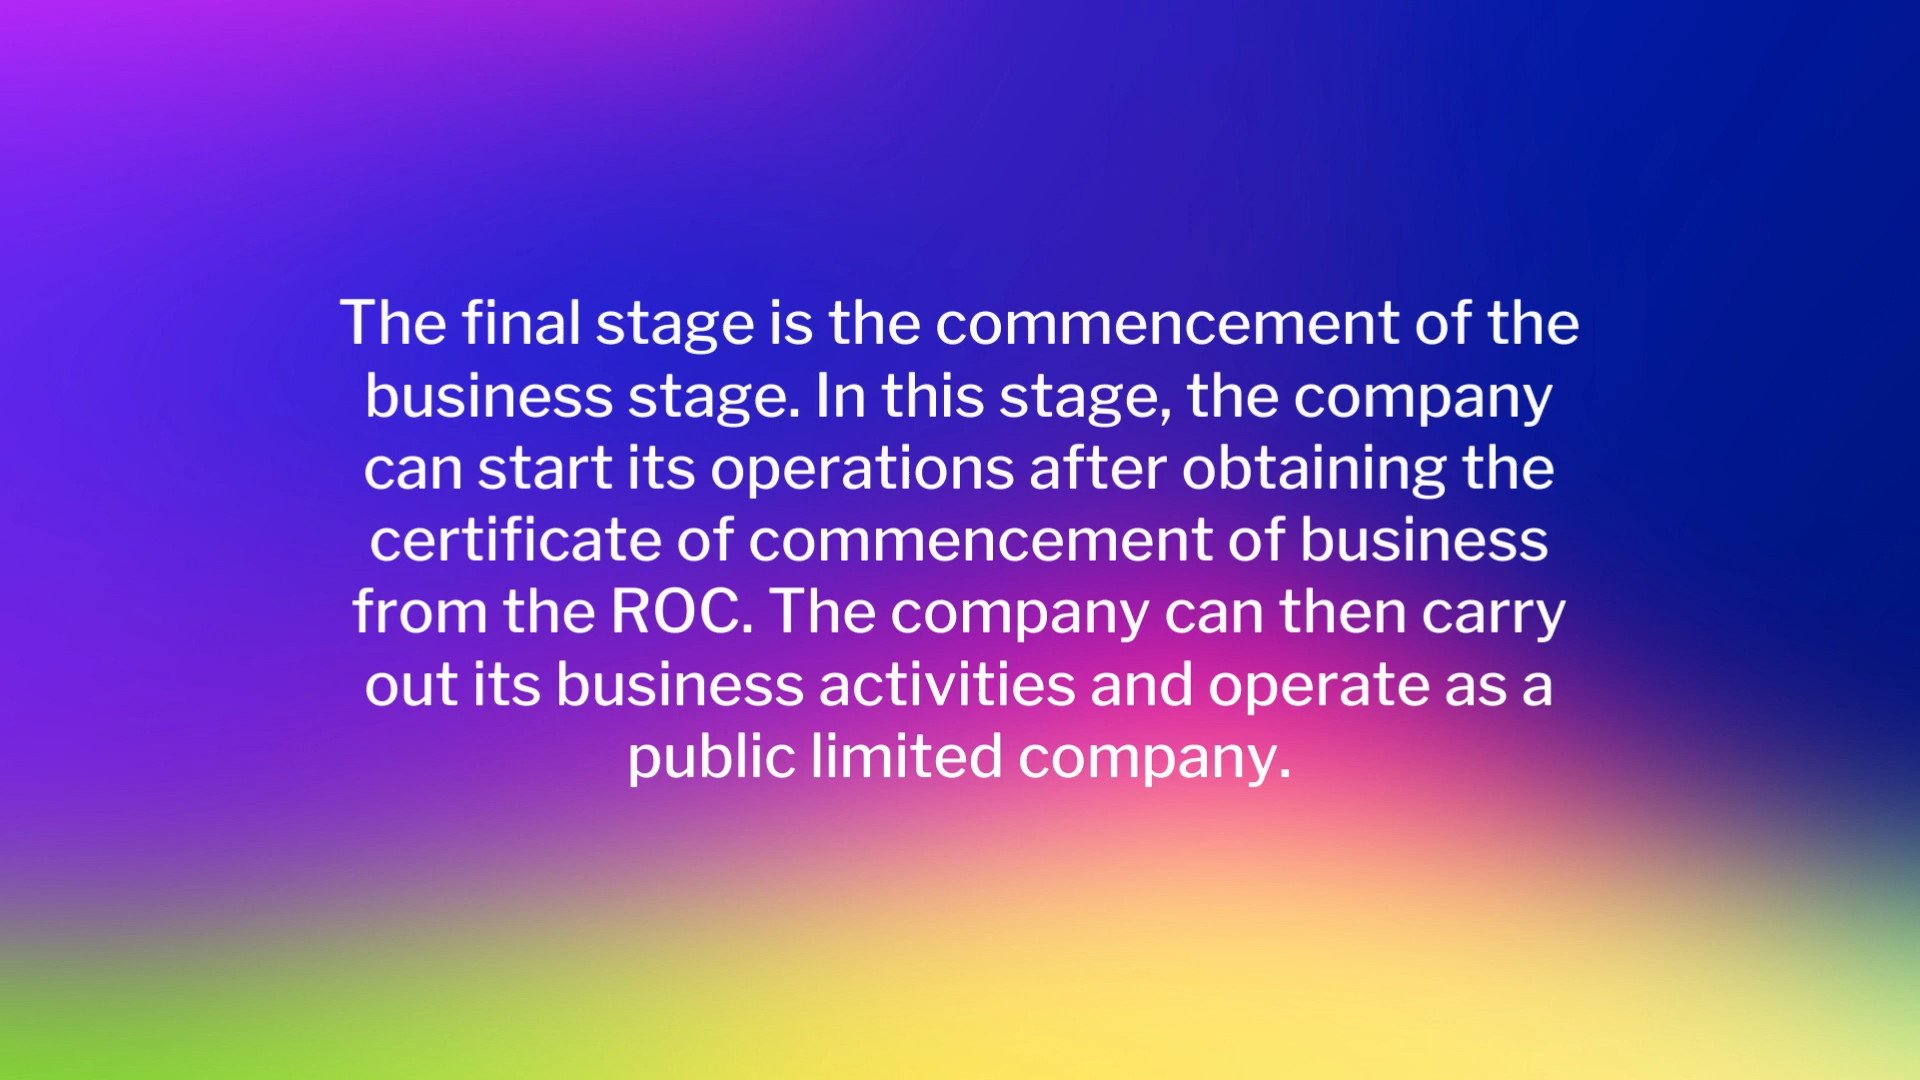 The final stage is the commencement of the
business stage. In this stage, the company
can start its operations after obtaining the
certificate of commencement of business
from the ROC. The company can then carry
out its business activities and operate as a
public limited company.